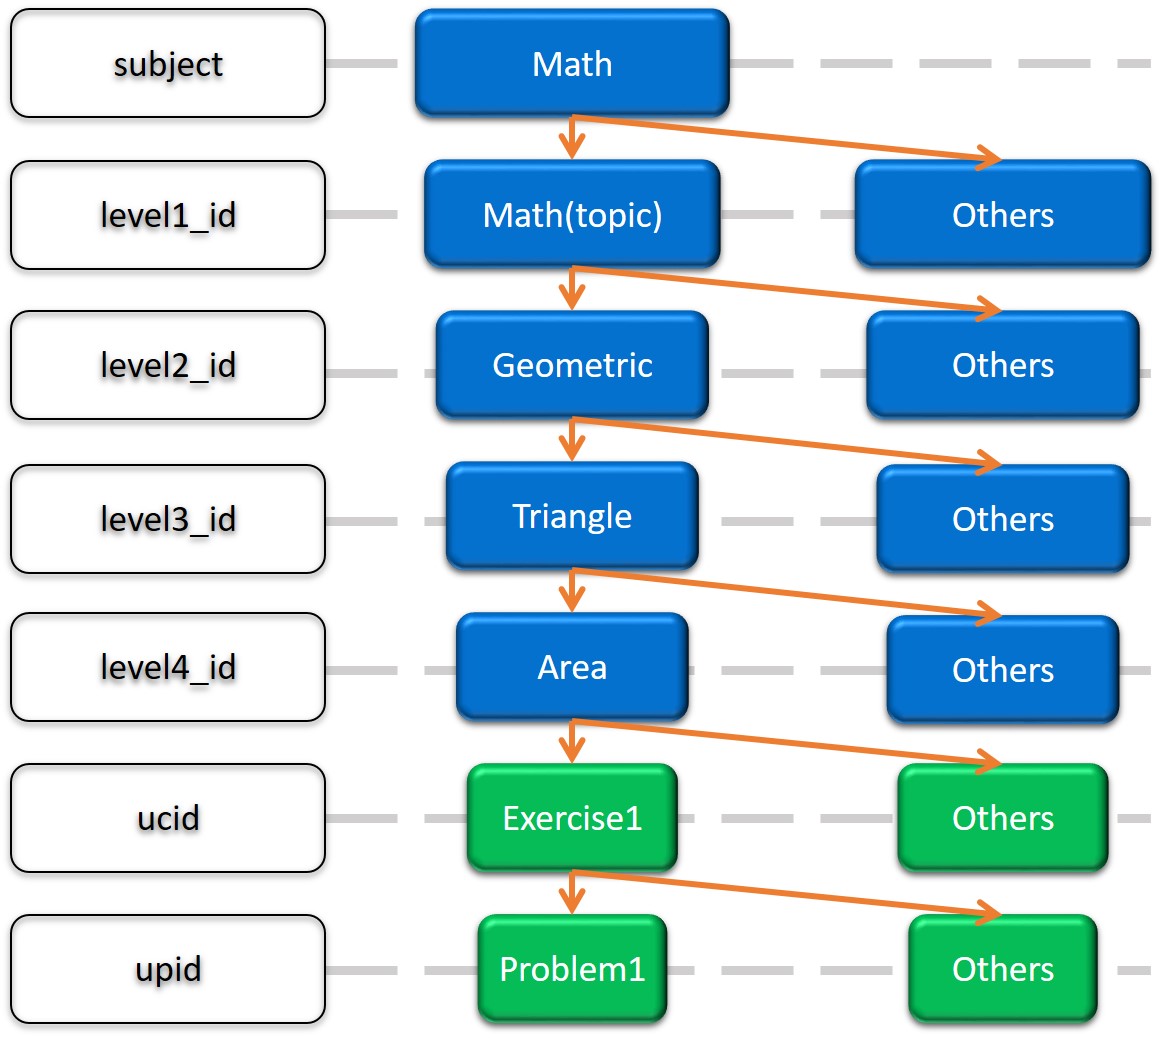 subject
Math
level1_id
Math(topic)
Others
level2_id
Geometric
Others
level3_id
Triangle
Others
level4_id
Area
Others
ucid
Exercise1
Others
upid
Problem1
Others